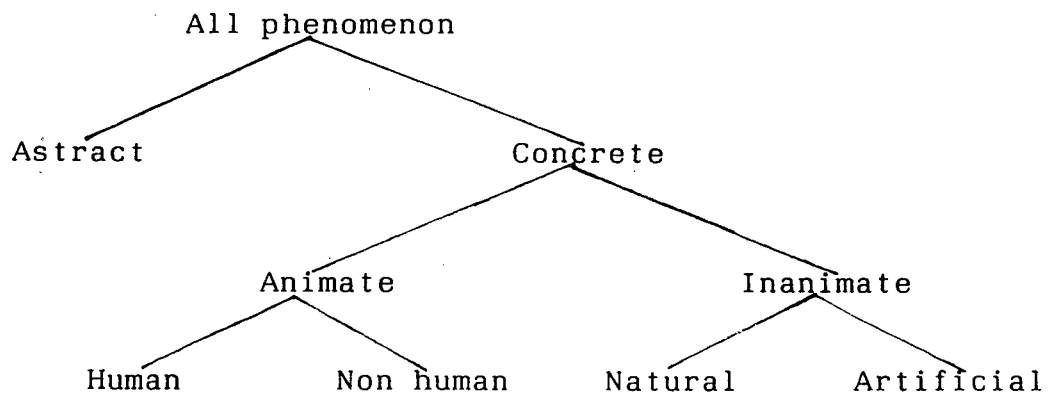 All phenomenon
Astract Concrete
Animate Inanimate
Human Non human Natural Artificial